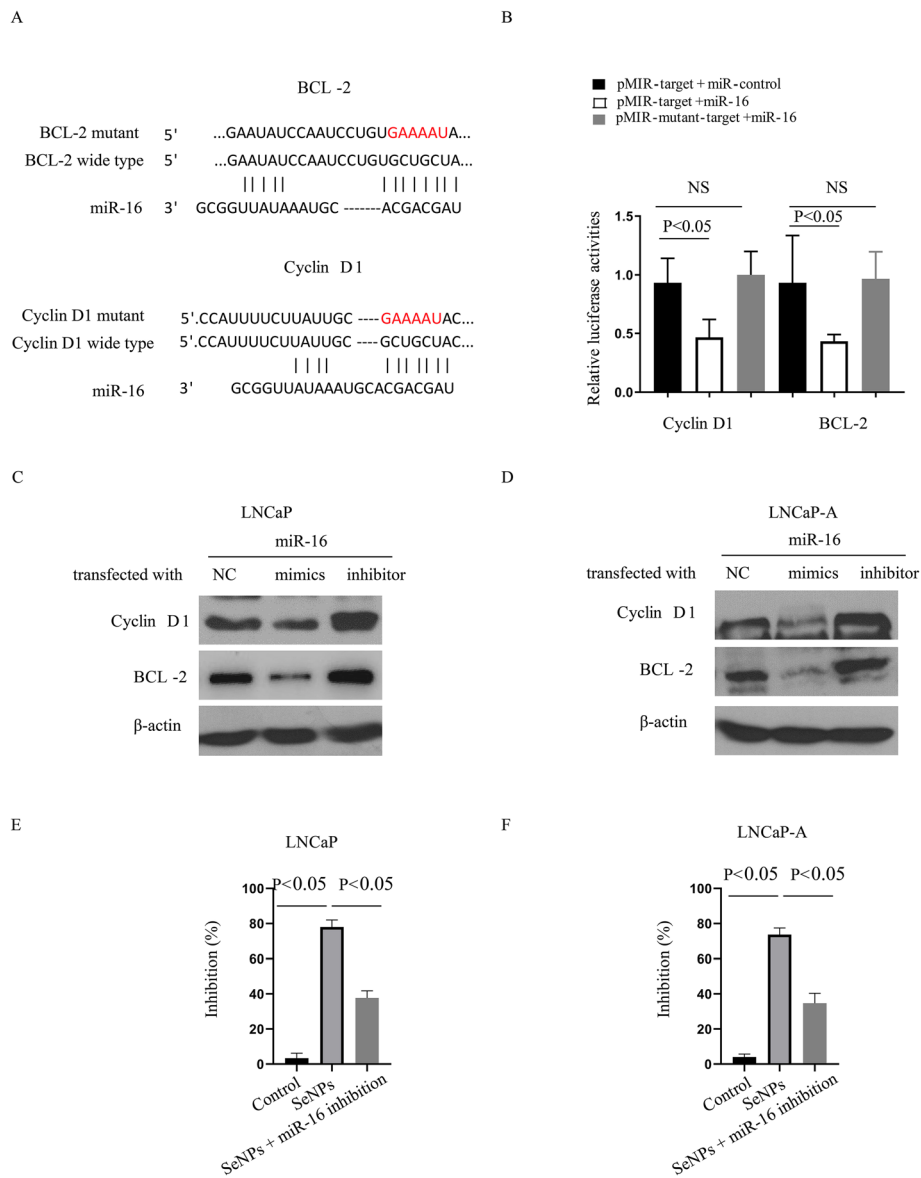 A
BCL -2
BCL-2 mutant 5' ...GAAUAUCCAAUCCUGUGAAAAUA...
BCL-2 wide type 5' ...GAAUAUCCAAUCCUGUGCUGCUA...
miR-16 3' GCGGUUAUAAAUGC -------ACGACGAU
Cyclin D1
Cyclin D1 mutant 5'.CCAUUUUCUUAUUGC ----GAAAAUAC...
Cyclin D1 wide type 5'.CCAUUUUCUUAUUGC ----GCUGCUAC...
miR-16 3' GCGGUUAUAAAUGCACGACGAU
B
pMIR-target + miR-control
pMIR-target +miR-16
pMIR-mutant-target +miR-16
NS NS
P<0.05 P<0.05
Relative luciferase activities
1.5
1.0
0.5
0.0
Cyclin D1 BCL-2
C
LNCaP
miR-16
transfected with NC mimics inhibitor
Cyclin D1
BCL -2
β-actin
D
LNCaP-A
miR-16
transfected with NC mimics inhibitor
Cyclin D1
BCL -2
β-actin
E
LNCaP
P<0.05 P<0.05
Inhibition (%)
100
80
60
40
20
0
Control
SeNPs
SeNPs + miR-16 inhibition
F
LNCaP-A
P<0.05 P<0.05
Inhibition (%)
100
80
60
40
20
0
Control
SeNPs
SeNPs + miR-16 inhibition